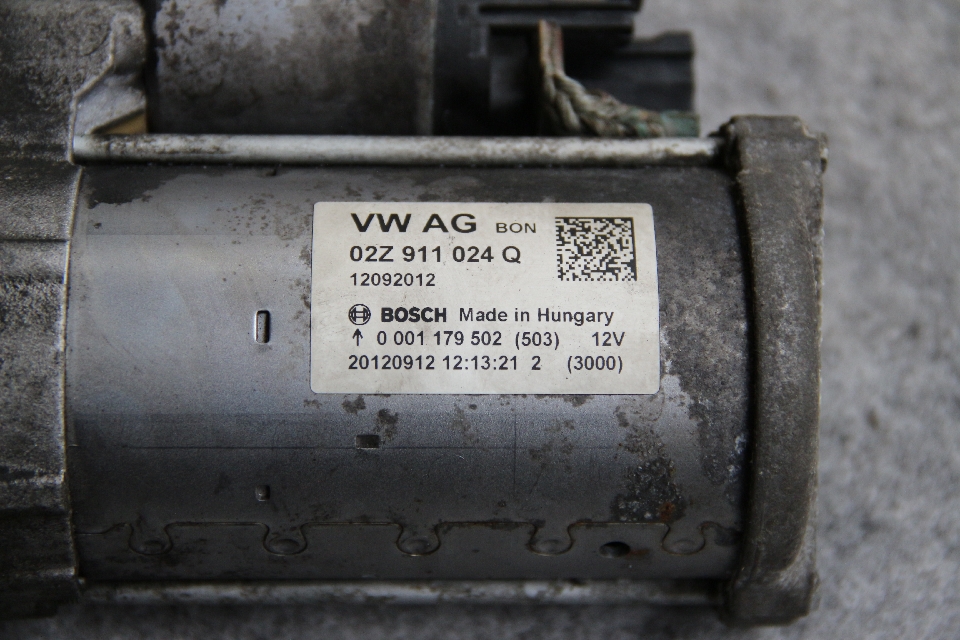 VW AG BON
02Z 911 024 Q
12092012
BOSCH Made in Hungary
↑ 0 001 179 502 (503) 12V
20120912 12:13:21 2 (3000)